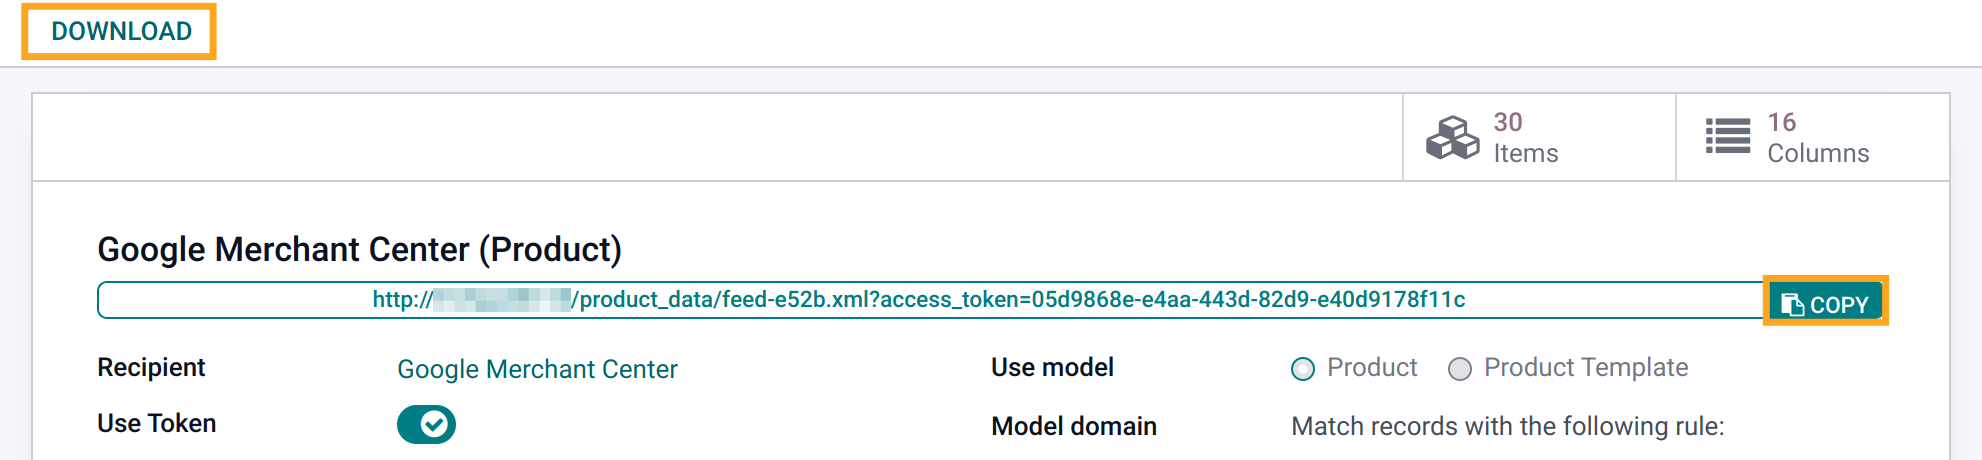 DOWNLOAD
30
Items
16
Columns
Google Merchant Center (Product)
http:// /product_data/feed-e52b.xml?access_token=05d9868e-e4aa-443d-82d9-e40d9178f11c COPY
Recipient Google Merchant Center Use model Product Product Template
Use Token Model domain Match records with the following rule: